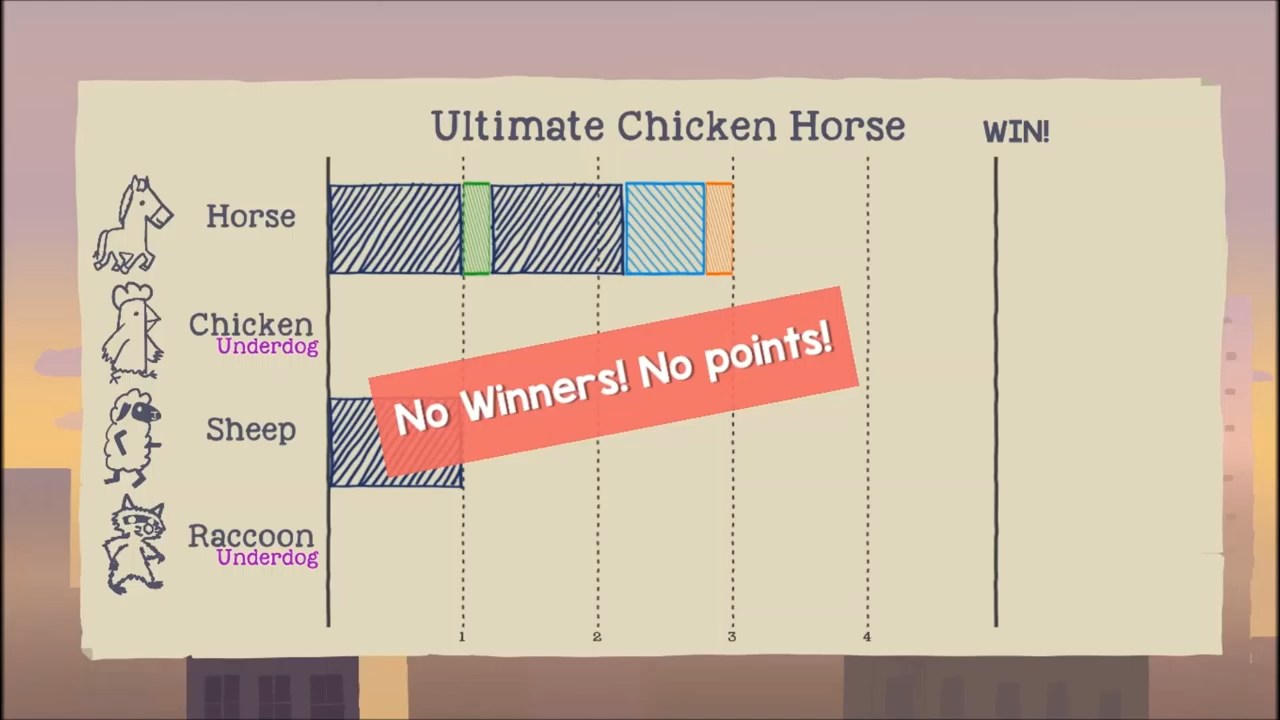 Ultimate Chicken Horse
WIN!
Horse
Chicken
Underdog
No Winners! No points!
Sheep
Raccoon
Underdog
1 2 3 4